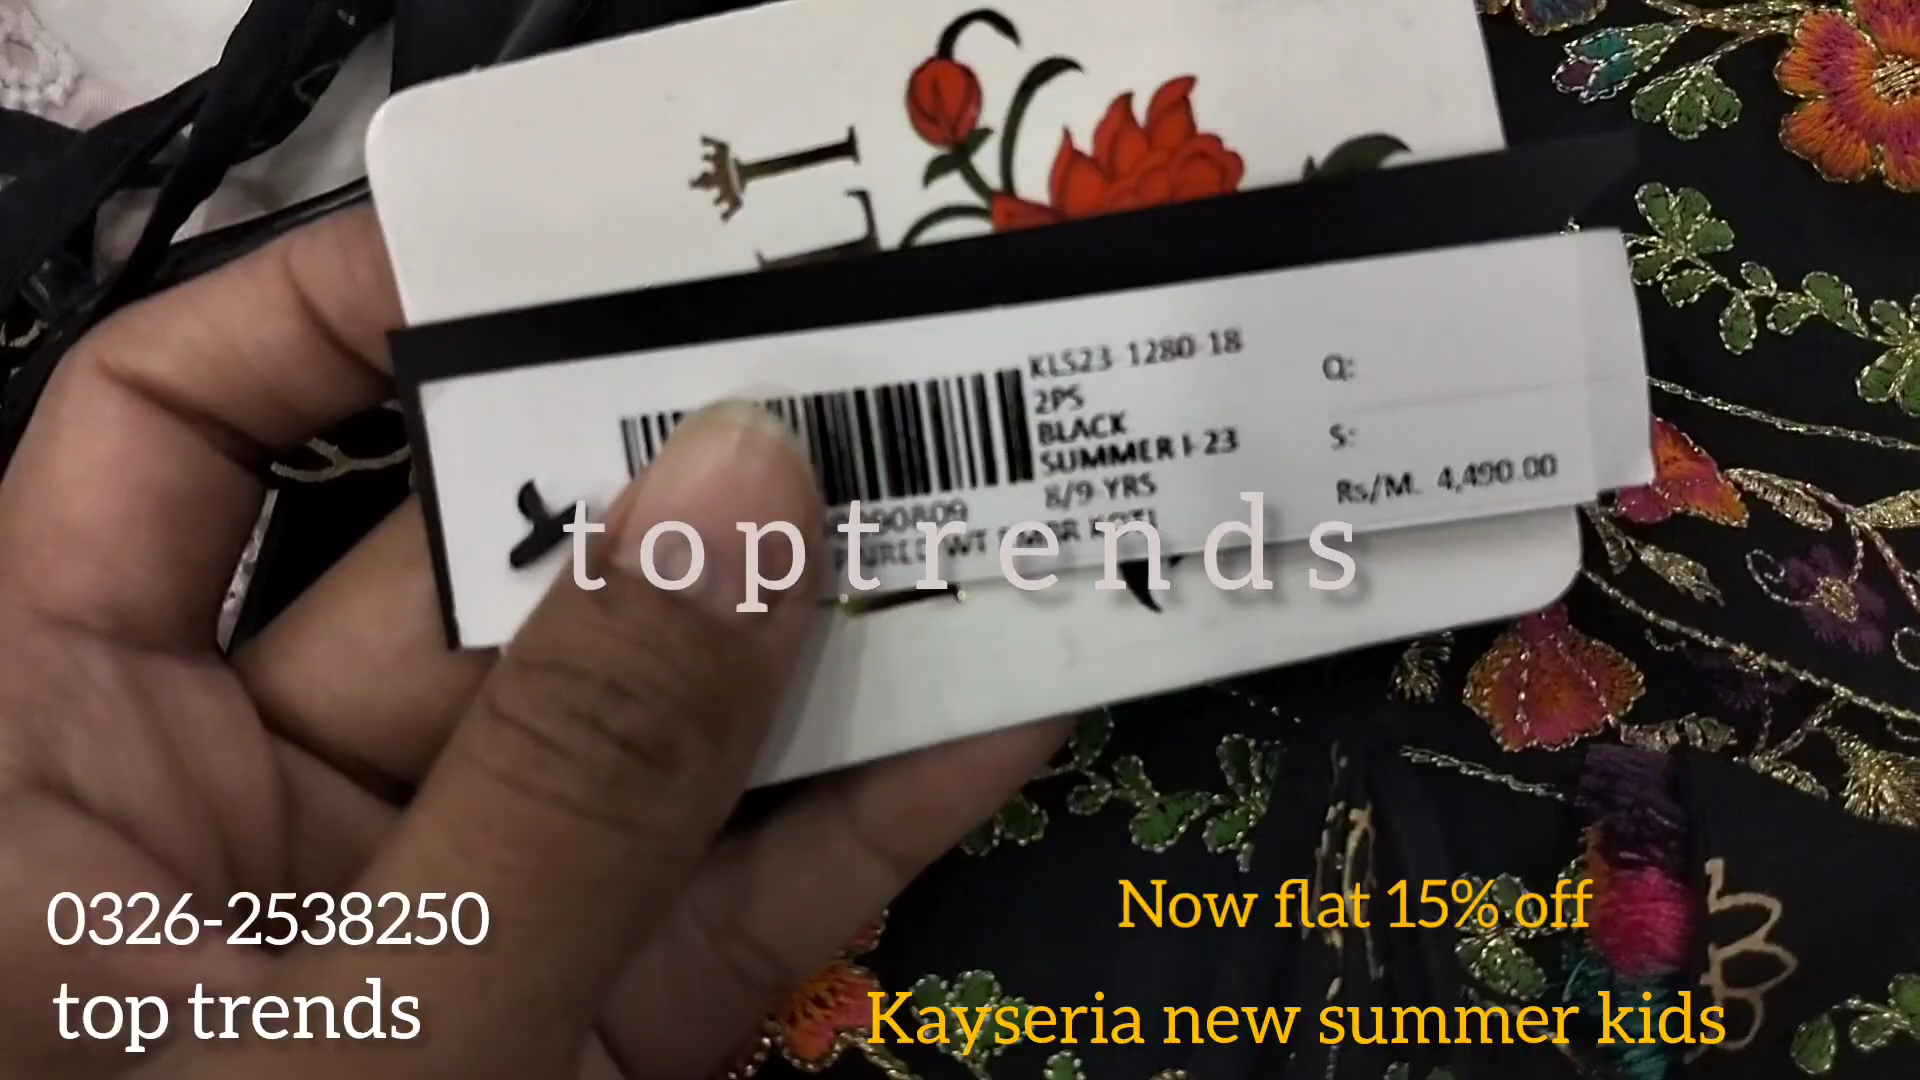 KLS23-1280-18
2PS
BLACK
SUMMER I-23
8/9-YRS
Q:
S:
Rs/M. 4,490.00
toptrends
0326-2538250
top trends
Now flat 15% off
Kayseria new summer kids